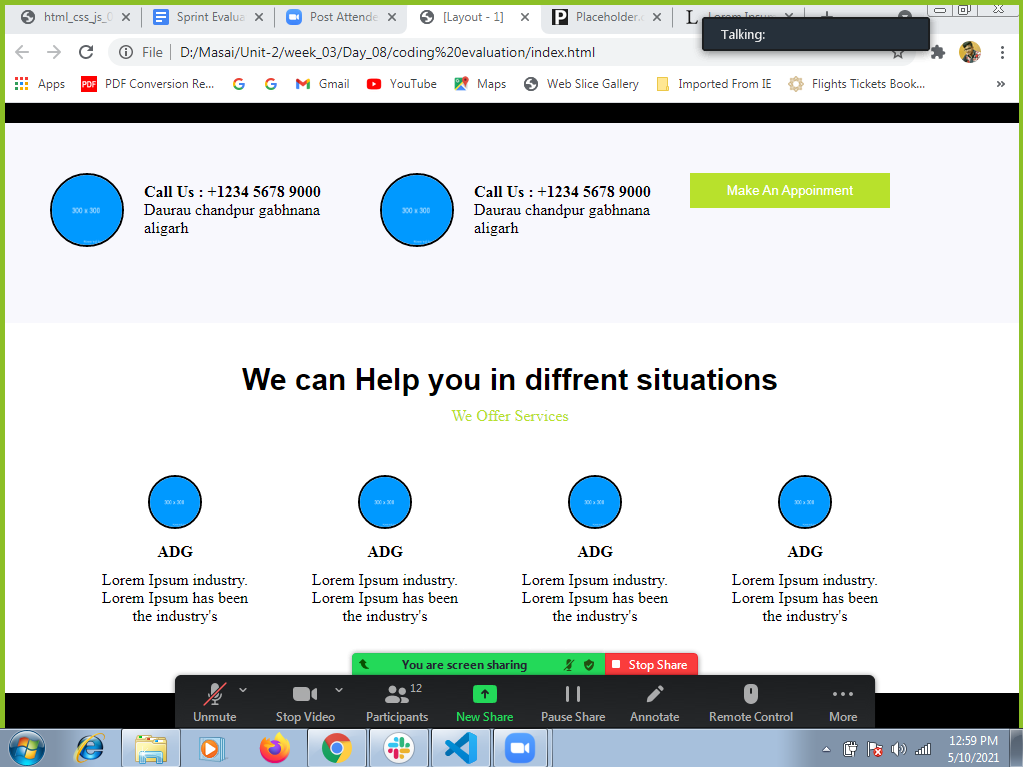 html_css_js_0
Sprint Evalua
Post Attende
[Layout - 1]
Placeholder.c
Lorem Ipsum
Talking:
File
D:/Masai/Unit-2/week_03/Day_08/coding%20evaluation/index.html
Apps
PDF
PDF Conversion Re...
Gmail
YouTube
Maps
Web Slice Gallery
Imported From IE
Flights Tickets Book...
300 x 300
Call Us : +1234 5678 9000
Daurau chandpur gabhnana
aligarh
300 x 300
Call Us : +1234 5678 9000
Daurau chandpur gabhnana
aligarh
Make An Appoinment
We can Help you in diffrent situations
We Offer Services
300 x 300
ADG
Lorem Ipsum industry.
Lorem Ipsum has been
the industry's
300 x 300
ADG
Lorem Ipsum industry.
Lorem Ipsum has been
the industry's
300 x 300
ADG
Lorem Ipsum industry.
Lorem Ipsum has been
the industry's
300 x 300
ADG
Lorem Ipsum industry.
Lorem Ipsum has been
the industry's
You are screen sharing
Stop Share
Unmute
Stop Video
12
Participants
New Share
Pause Share
Annotate
Remote Control
More
12:59 PM
5/10/2021